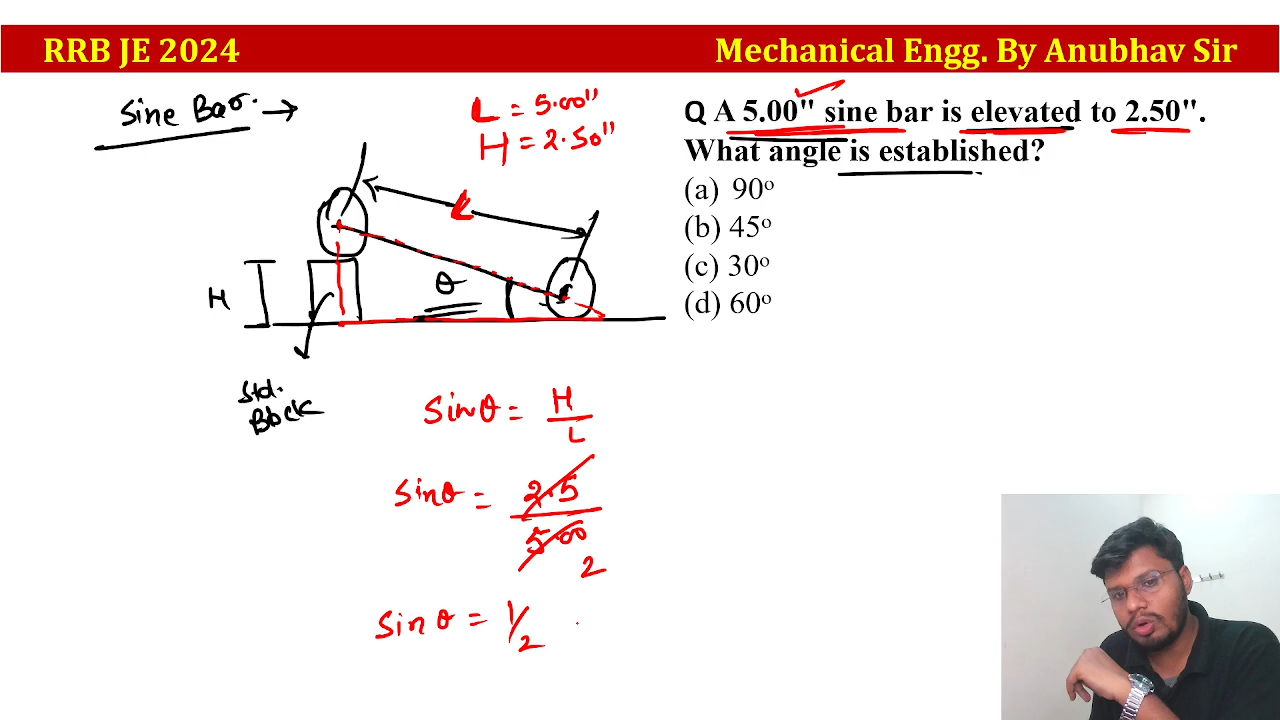 RRB JE 2024
Mechanical Engg. By Anubhav Sir
Sine Bar. →
L = 5.00"
H = 2.50"
L
θ
H
Std.
Block
Sinθ = H/L
Sinθ = 2.5/5.00
2
Sinθ = 1/2
Q A 5.00" sine bar is elevated to 2.50".
What angle is established?
(a) 90°
(b) 45°
(c) 30°
(d) 60°